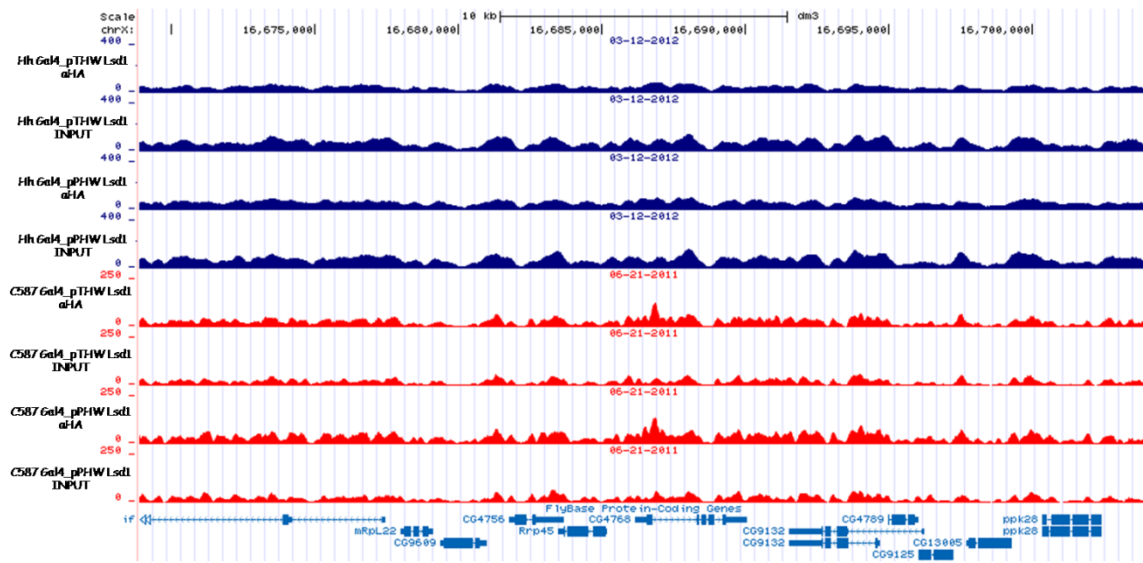 Scale 10 kb dm3
chrX: 16,675,000 16,680,000 16,685,000 16,690,000 16,695,000 16,700,000
03-12-2012
400
Hh Gal4_pTHW Lsd1
αHA
0
03-12-2012
400
Hh Gal4_pTHW Lsd1
INPUT
0
03-12-2012
400
Hh Gal4_pPHW Lsd1
αHA
0
03-12-2012
400
Hh Gal4_pPHW Lsd1
INPUT
0
06-21-2011
250
C587 Gal4_pTHW Lsd1
αHA
0
06-21-2011
250
C587 Gal4_pTHW Lsd1
INPUT
0
06-21-2011
250
C587 Gal4_pPHW Lsd1
αHA
0
06-21-2011
250
C587 Gal4_pPHW Lsd1
INPUT
0
FlyBase Protein-Coding Genes
if CG4756 CG4768 CG4789 ppk28
mRpL22 Rrp45 CG9132 ppk28
CG9609 CG9132 CG13005
CG9125